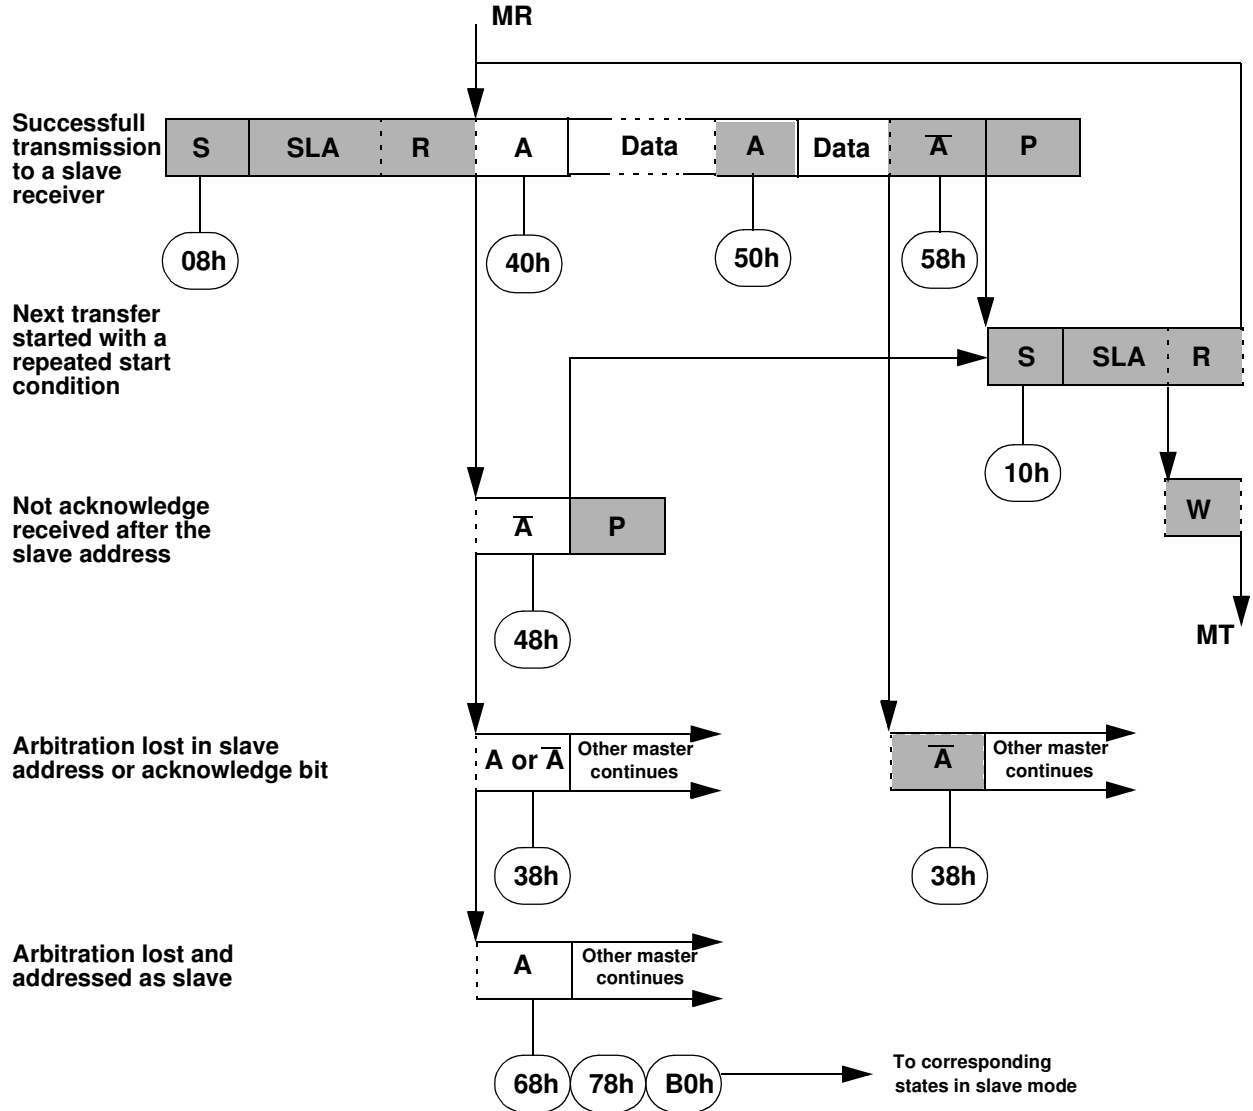 MR
Successfull
transmission
to a slave
receiver
S SLA R A Data A Data A̅ P
08h 40h 50h 58h
Next transfer
started with a
repeated start
condition
S SLA R
10h
Not acknowledge
received after the
slave address
A̅ P
W
48h
MT
Arbitration lost in slave
address or acknowledge bit
A or A̅
Other master
continues
A̅
Other master
continues
38h 38h
Arbitration lost and
addressed as slave
A
Other master
continues
68h 78h B0h
To corresponding
states in slave mode